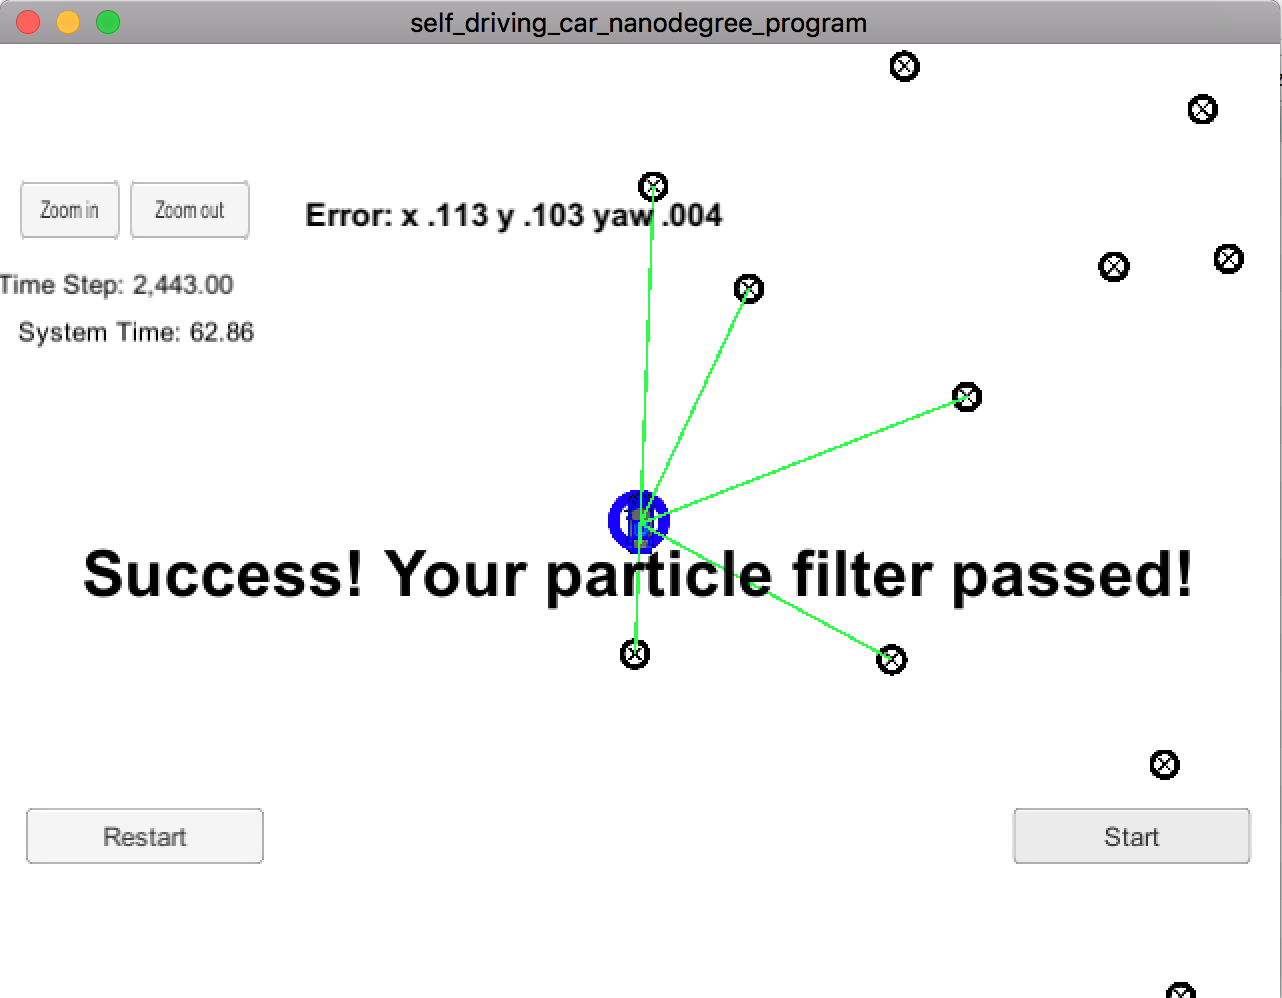 self_driving_car_nanodegree_program
Zoom in
Zoom out
Error: x .113 y .103 yaw .004
Time Step: 2,443.00
System Time: 62.86
Success! Your particle filter passed!
Restart
Start